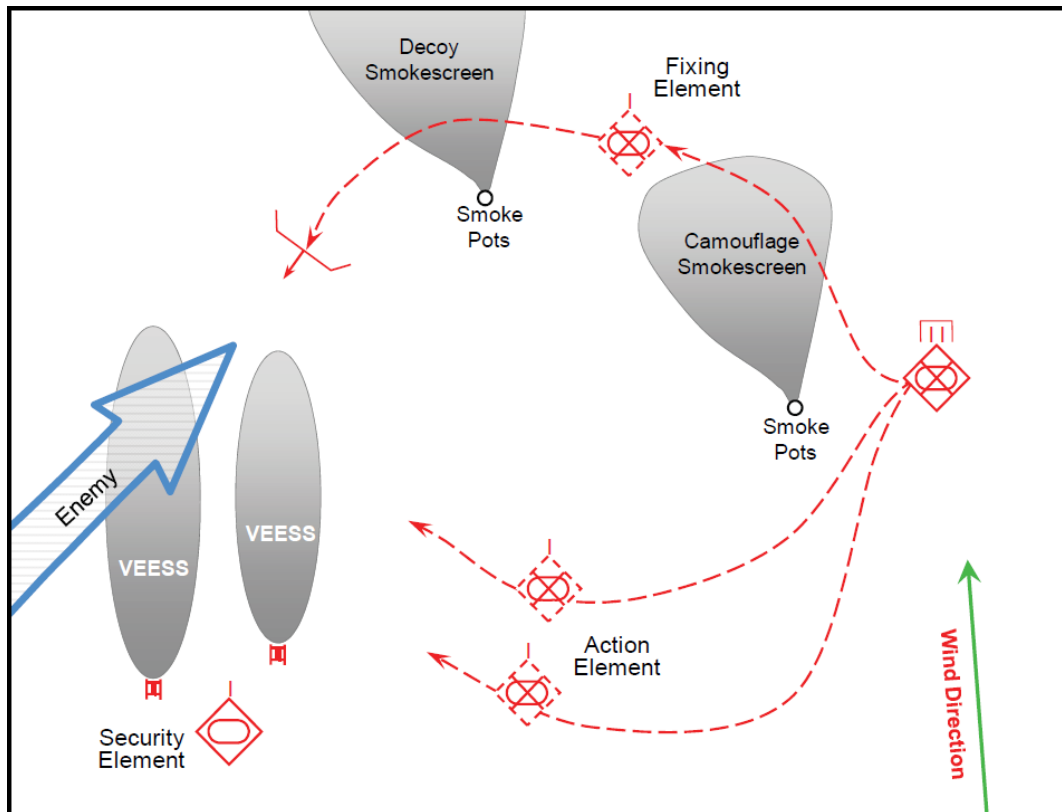 Decoy
Smokescreen
Fixing
Element
Smoke
Pots
Camouflage
Smokescreen
Smoke
Pots
Enemy
VEESS
VEESS
Action
Element
Security
Element
Wind Direction